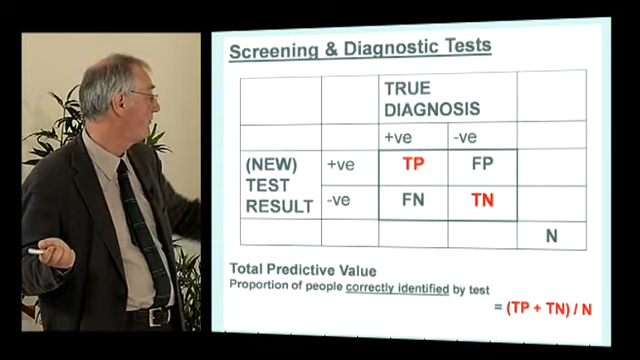 Screening & Diagnostic Tests
TRUE
DIAGNOSIS
+ve -ve
(NEW)
TEST
RESULT
+ve TP FP
-ve FN TN
N
Total Predictive Value
Proportion of people correctly identified by test
= (TP + TN) / N